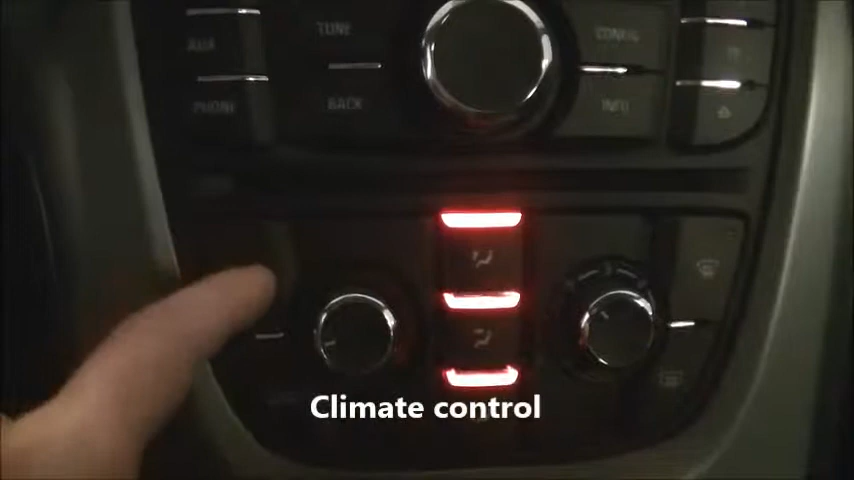 AUX
TUNE
CONFIG
PHONE
BACK
INFO
Climate control